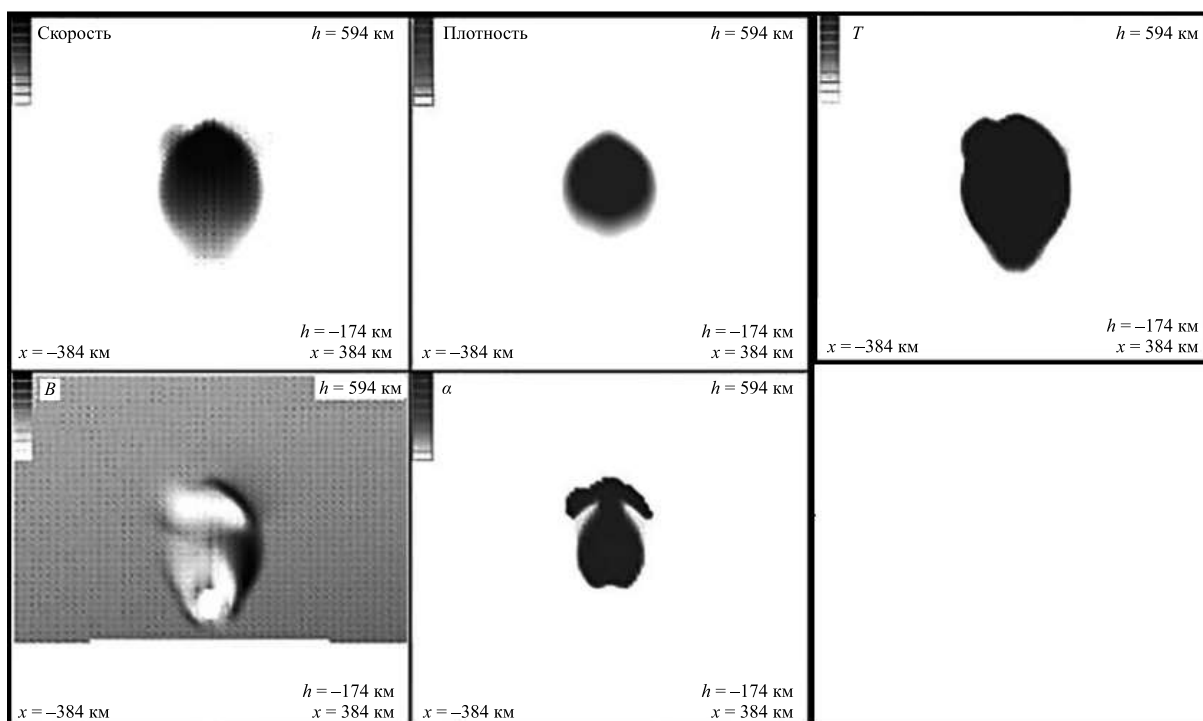 Скорость
h = 594 км
h = –174 км
x = –384 км
x = 384 км
Плотность
h = 594 км
h = –174 км
x = –384 км
x = 384 км
T
h = 594 км
h = –174 км
x = –384 км
x = 384 км
B
h = 594 км
h = –174 км
x = –384 км
x = 384 км
α
h = 594 км
h = –174 км
x = –384 км
x = 384 км